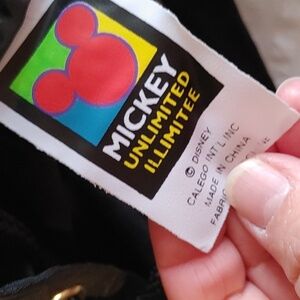 MICKEY
UNLIMITED
ILLIMITEE
© DISNEY
CALEGO INT'L INC
MADE IN CHINA